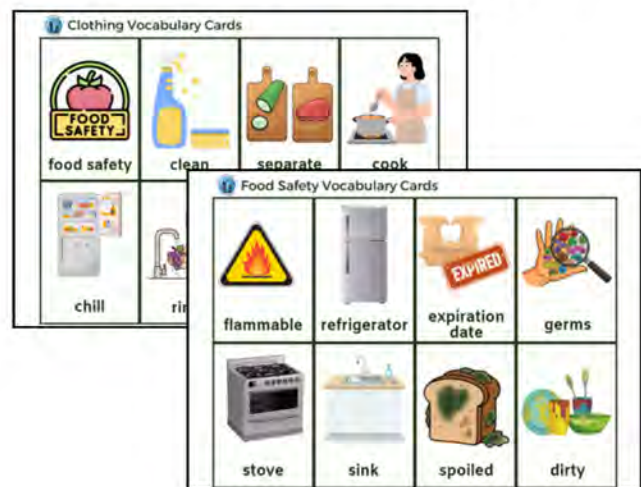 Clothing Vocabulary Cards
FOOD
SAFETY
food safety
clean
separate
cook
chill
Food Safety Vocabulary Cards
EXPIRED
flammable
refrigerator
expiration
date
germs
stove
sink
spoiled
dirty